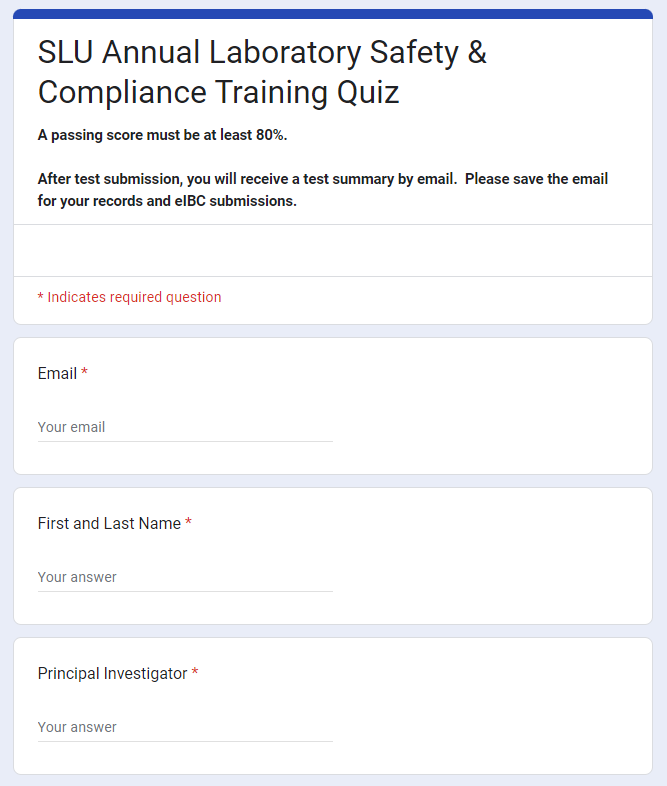 SLU Annual Laboratory Safety &
Compliance Training Quiz
A passing score must be at least 80%.
After test submission, you will receive a test summary by email.  Please save the email
for your records and eIBC submissions.
* Indicates required question
Email *
Your email
First and Last Name *
Your answer
Principal Investigator *
Your answer